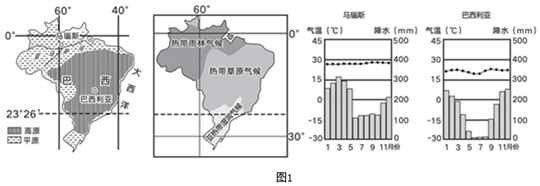 60° 40°
0°
马瑙斯
巴 西
巴西利亚
大西洋
23°26′
高原
平原
60°
0°
热带雨林气候
热带草原气候
亚热带湿润气候
30°
马瑙斯
气温 (℃) 降水 (mm)
45 500
30 400
15 300
0 200
-15 100
-30 0
1 3 5 7 9 11月份
巴西利亚
气温 (℃) 降水 (mm)
45 500
30 400
15 300
0 200
-15 100
-30 0
1 3 5 7 9 11月份
图1